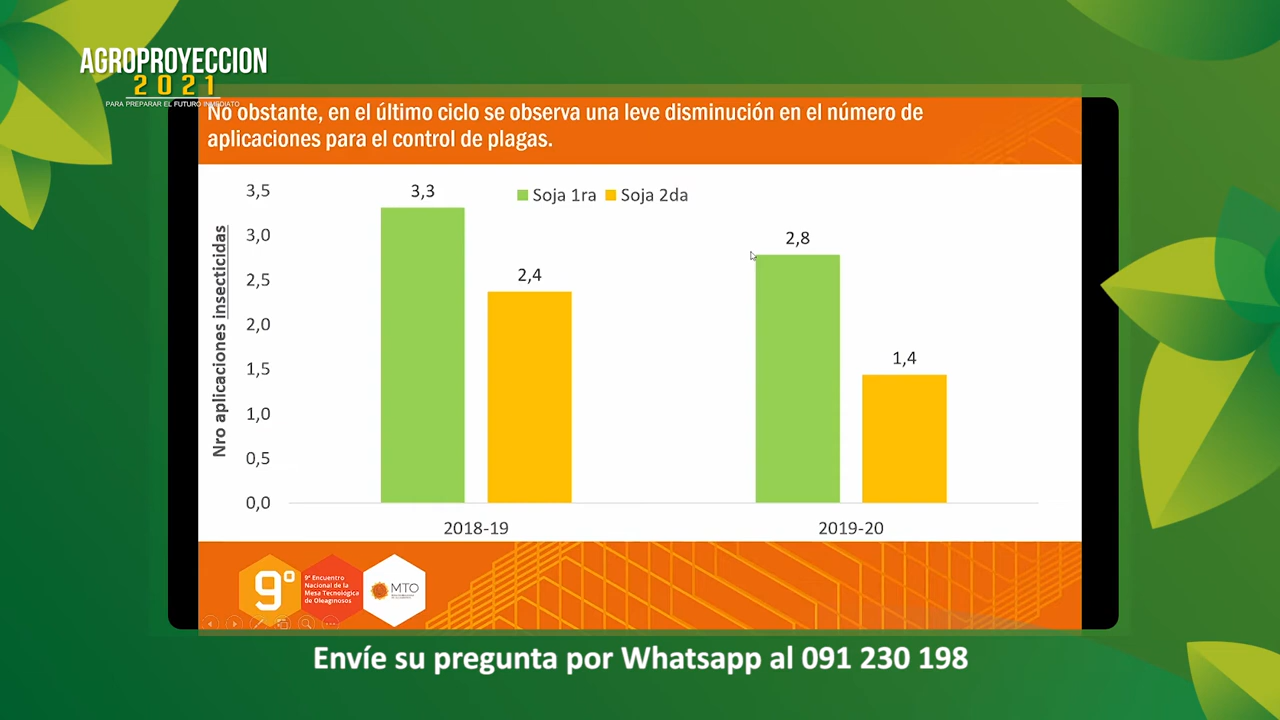 AGROPROYECCION
2021
PARA PREPARAR EL FUTURO INMEDIATO
No obstante, en el último ciclo se observa una leve disminución en el número de
aplicaciones para el control de plagas.
Nro aplicaciones insecticidas
3,5
3,0
2,5
2,0
1,5
1,0
0,5
0,0
Soja 1ra
Soja 2da
3,3
2,4
2,8
1,4
2018-19
2019-20
9º
9º Encuentro
Nacional de la
Mesa Tecnológica
de Oleaginosos
MTO
Envíe su pregunta por Whatsapp al 091 230 198